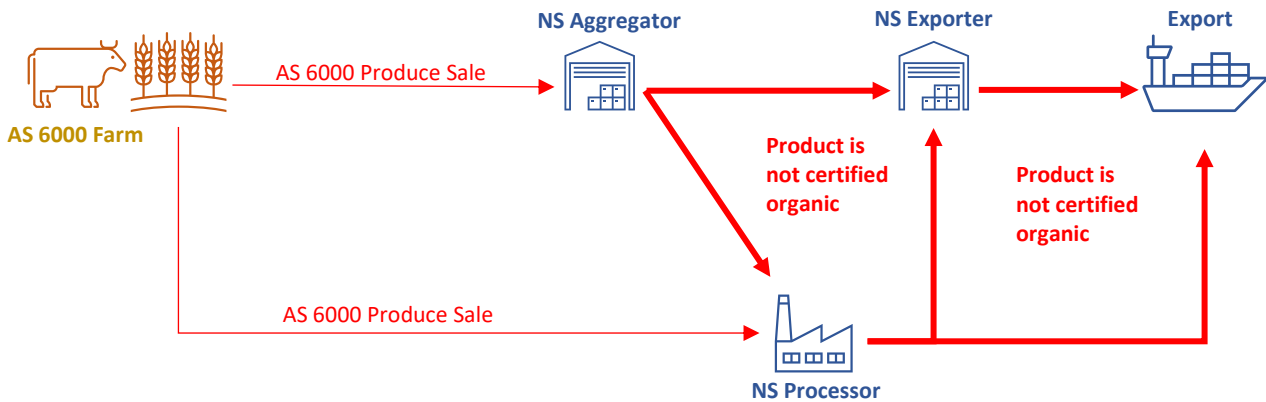 NS Aggregator
NS Exporter
Export
AS 6000 Produce Sale
AS 6000 Farm
Product is
not certified
organic
Product is
not certified
organic
AS 6000 Produce Sale
NS Processor